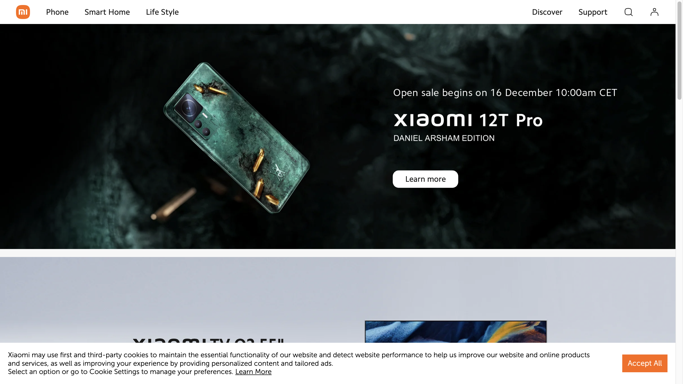 Phone Smart Home Life Style Discover Support
Open sale begins on 16 December 10:00am CET
xiaomi 12T Pro
DANIEL ARSHAM EDITION
Learn more
xiaomi TV Q2 55"
Xiaomi may use first and third-party cookies to maintain the essential functionality of our website and detect website performance to help us improve our website and online products
and services, as well as improving your experience by providing personalized content and tailored ads.
Select an option or go to Cookie Settings to manage your preferences. Learn More
Accept All